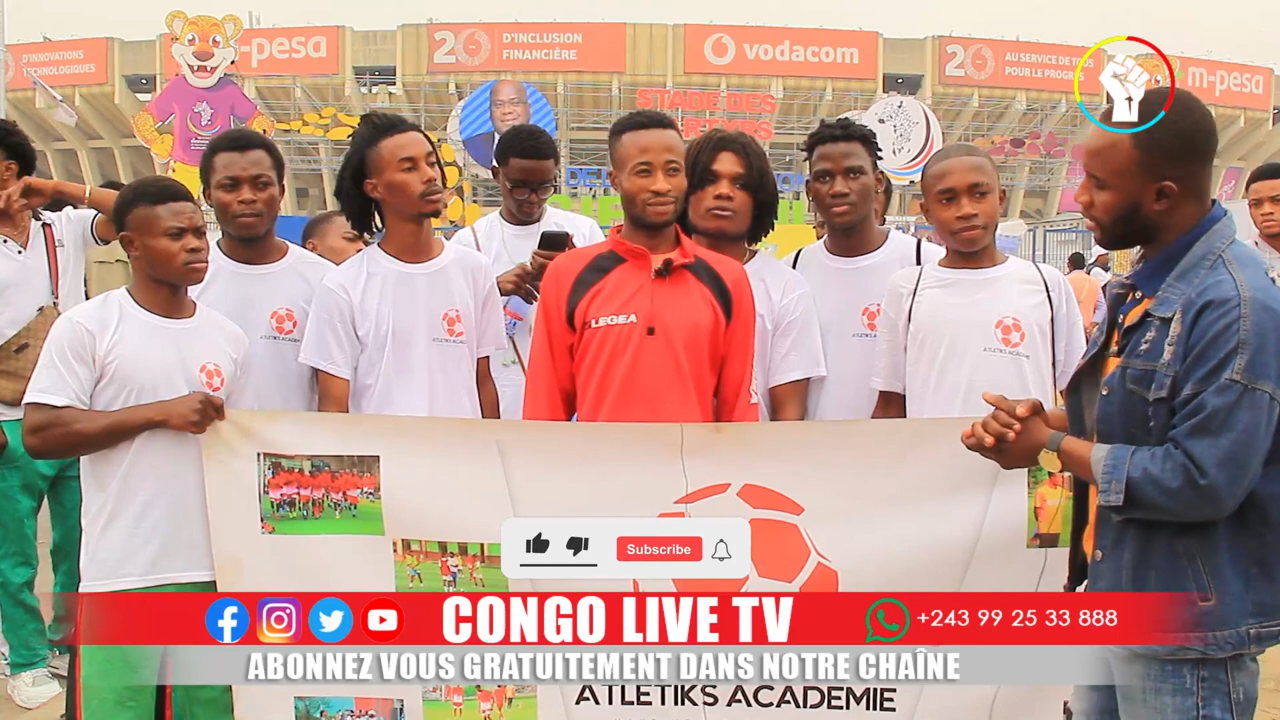 D'INNOVATIONS
TECHNOLOGIQUES
-pesa
20 D'INCLUSION
FINANCIÈRE
vodacom
20 AU SERVICE DE TOUS
POUR LE PROGRÈS
m-pesa
STADE DES
LEGEA
ATLETIKS ACADEMIE
Subscribe
CONGO LIVE TV
+243 99 25 33 888
ABONNEZ VOUS GRATUITEMENT DANS NOTRE CHAÎNE
ATLETIKS ACADEMIE